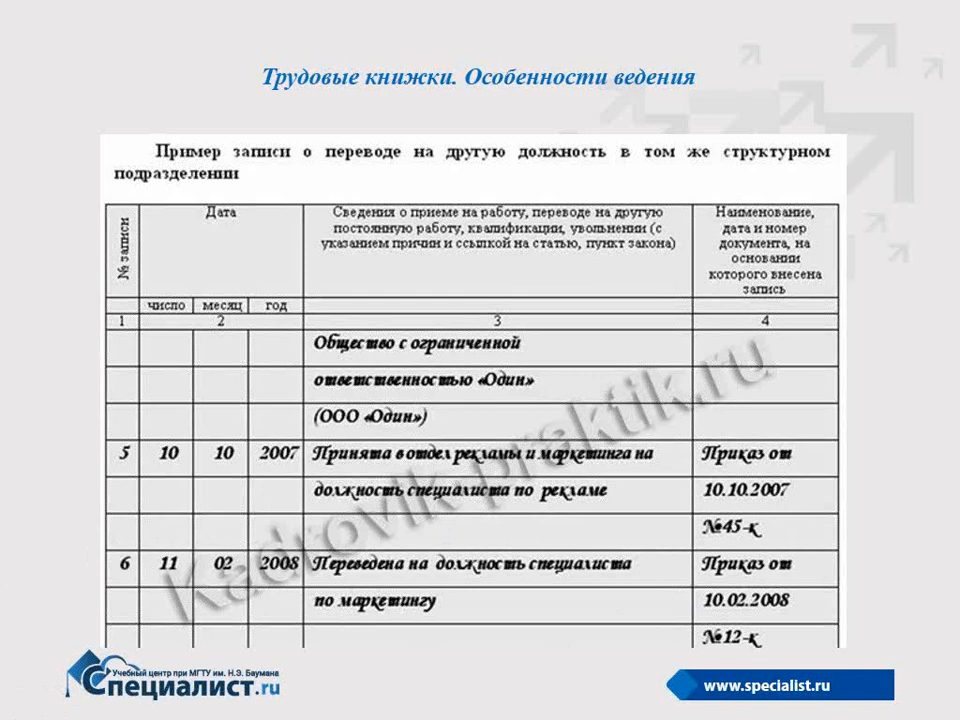 Трудовые книжки. Особенности ведения
Пример записи о переводе на другую должность в том же структурном
подразделении
№ записи
Дата
Сведения о приеме на работу, переводе на другую
постоянную работу, квалификации, увольнении (с
указанием причин и ссылкой на статью, пункт закона)
Наименование,
дата и номер
документа, на
основании
которого внесена
запись
число месяц год
1 2 3 4
Общество с ограниченной
ответственностью «Один»
(ООО «Один»)
5 10 10 2007 Принята в отдел рекламы и маркетинга на Приказ от
должность специалиста по рекламе 10.10.2007
№45-к
6 11 02 2008 Переведена на должность специалиста Приказ от
по маркетингу 10.02.2008
№12-к
Kadrovik-praktik.ru
Учебный центр при МГТУ им. Н.Э. Баумана
Специалист.ru
www.specialist.ru